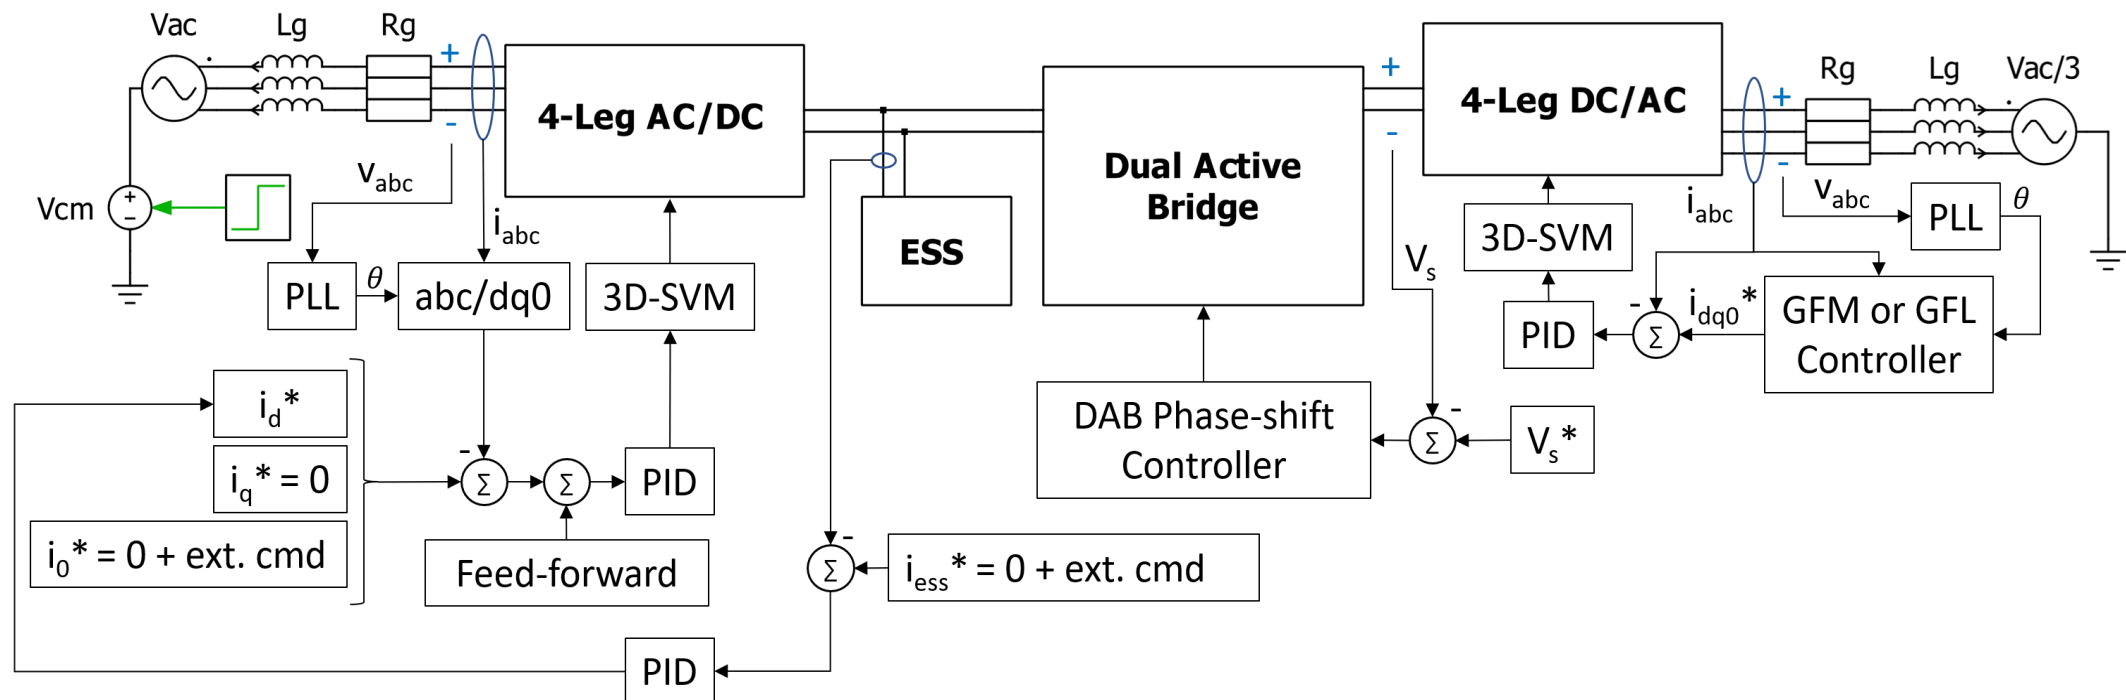 Vac
Lg
Rg
+
-
4-Leg AC/DC
Vcm
+
−
vabc
iabc
PLL
θ
abc/dq0
3D-SVM
id*
iq* = 0
i0* = 0 + ext. cmd
-
Σ
Σ
PID
Feed-forward
PID
ESS
-
Σ
iess* = 0 + ext. cmd
Dual Active
Bridge
DAB Phase-shift
Controller
+
-
Vs
-
Σ
Vs*
4-Leg DC/AC
3D-SVM
PID
-
Σ
idq0*
iabc
+
-
Rg
Lg
Vac/3
vabc
PLL
θ
GFM or GFL
Controller